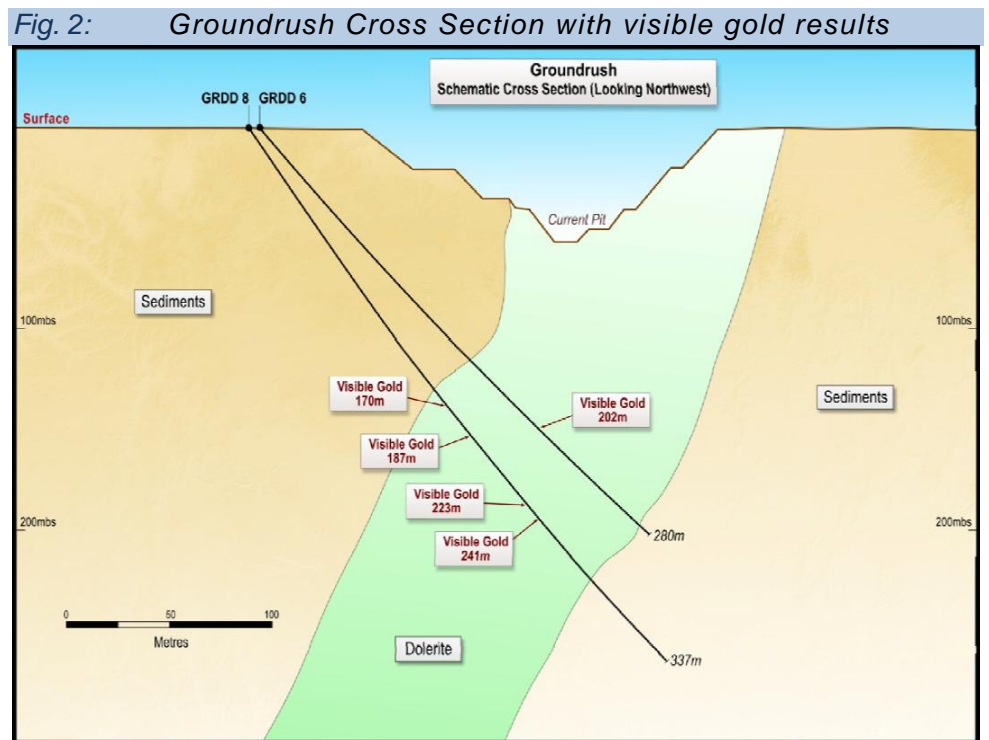 Fig. 2: Groundrush Cross Section with visible gold results
Groundrush
Schematic Cross Section (Looking Northwest)
GRDD 8 GRDD 6
Surface
Current Pit
Sediments
100mbs
100mbs
Visible Gold
170m
Visible Gold
202m
Sediments
Visible Gold
187m
Visible Gold
223m
200mbs
200mbs
280m
Visible Gold
241m
0 50 100
Metres
Dolerite
337m